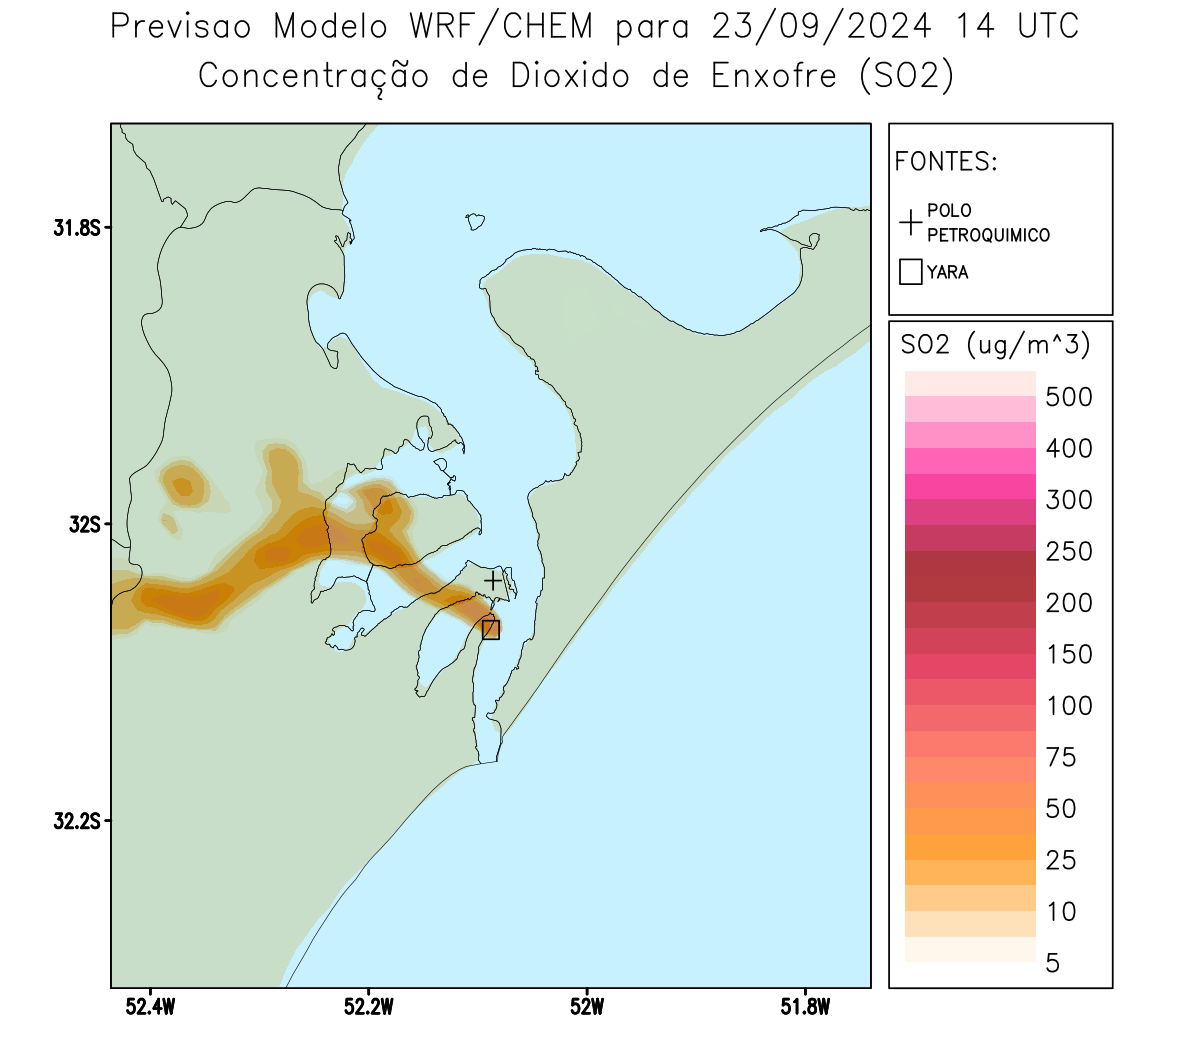 Previsao Modelo WRF/CHEM para 23/09/2024 14 UTC
Concentração de Dioxido de Enxofre (SO2)
FONTES:
POLO
PETROQUIMICO
YARA
31.8S
32S
32.2S
52.4W
52.2W
52W
51.8W
SO2 (ug/m^3)
500
400
300
250
200
150
100
75
50
25
10
5